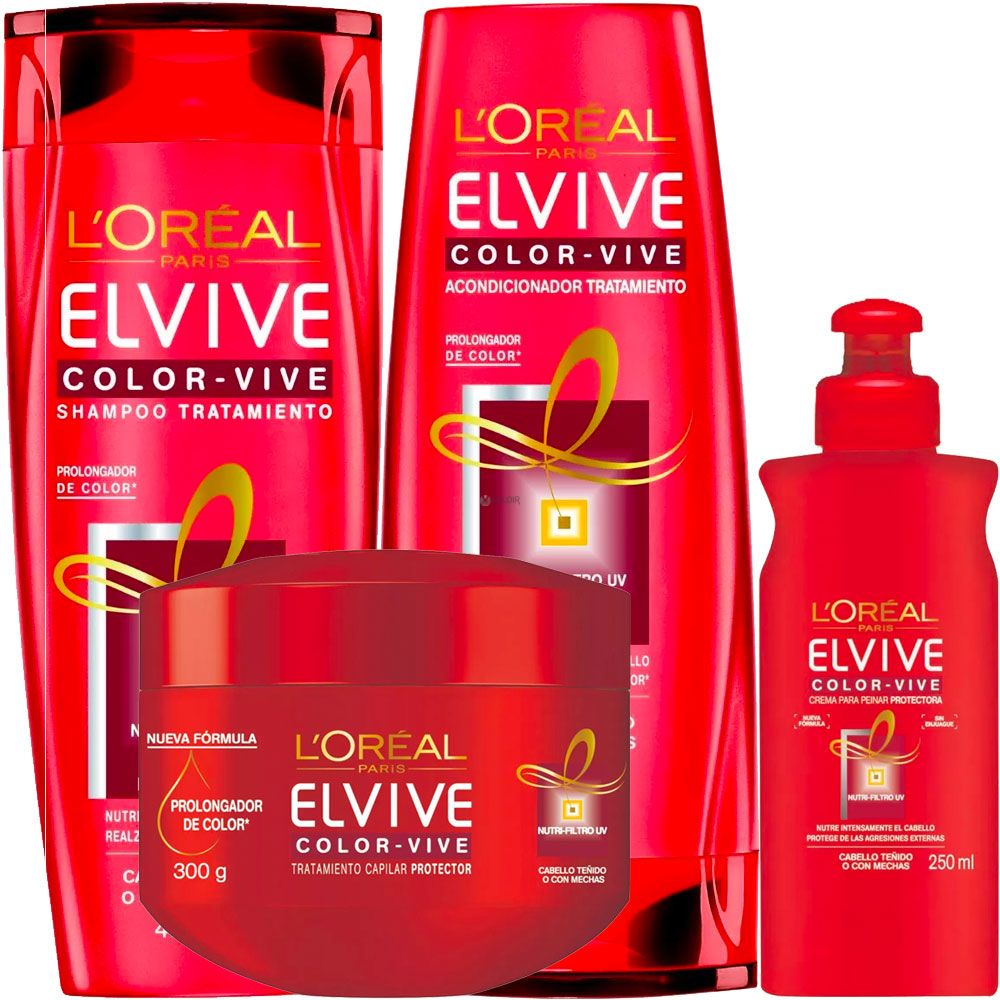 L'ORÉAL
PARIS
ELVIVE
COLOR-VIVE
SHAMPOO TRATAMIENTO
PROLONGADOR
DE COLOR*
L'ORÉAL
PARIS
ELVIVE
COLOR-VIVE
ACONDICIONADOR TRATAMIENTO
PROLONGADOR
DE COLOR*
UV
NUEVA FÓRMULA
PROLONGADOR
DE COLOR*
300 g
L'ORÉAL
PARIS
ELVIVE
COLOR-VIVE
TRATAMIENTO CAPILAR PROTECTOR
NUTRI-FILTRO UV
CABELLO TEÑIDO
O CON MECHAS
L'ORÉAL
PARIS
ELVIVE
COLOR-VIVE
CREMA PARA PEINAR PROTECTORA
NUEVA
FÓRMULA
SIN
ENJUAGUE
NUTRI-FILTRO UV
NUTRE INTENSAMENTE EL CABELLO
PROTEGE DE LAS AGRESIONES EXTERNAS
CABELLO TEÑIDO
O CON MECHAS
250 ml